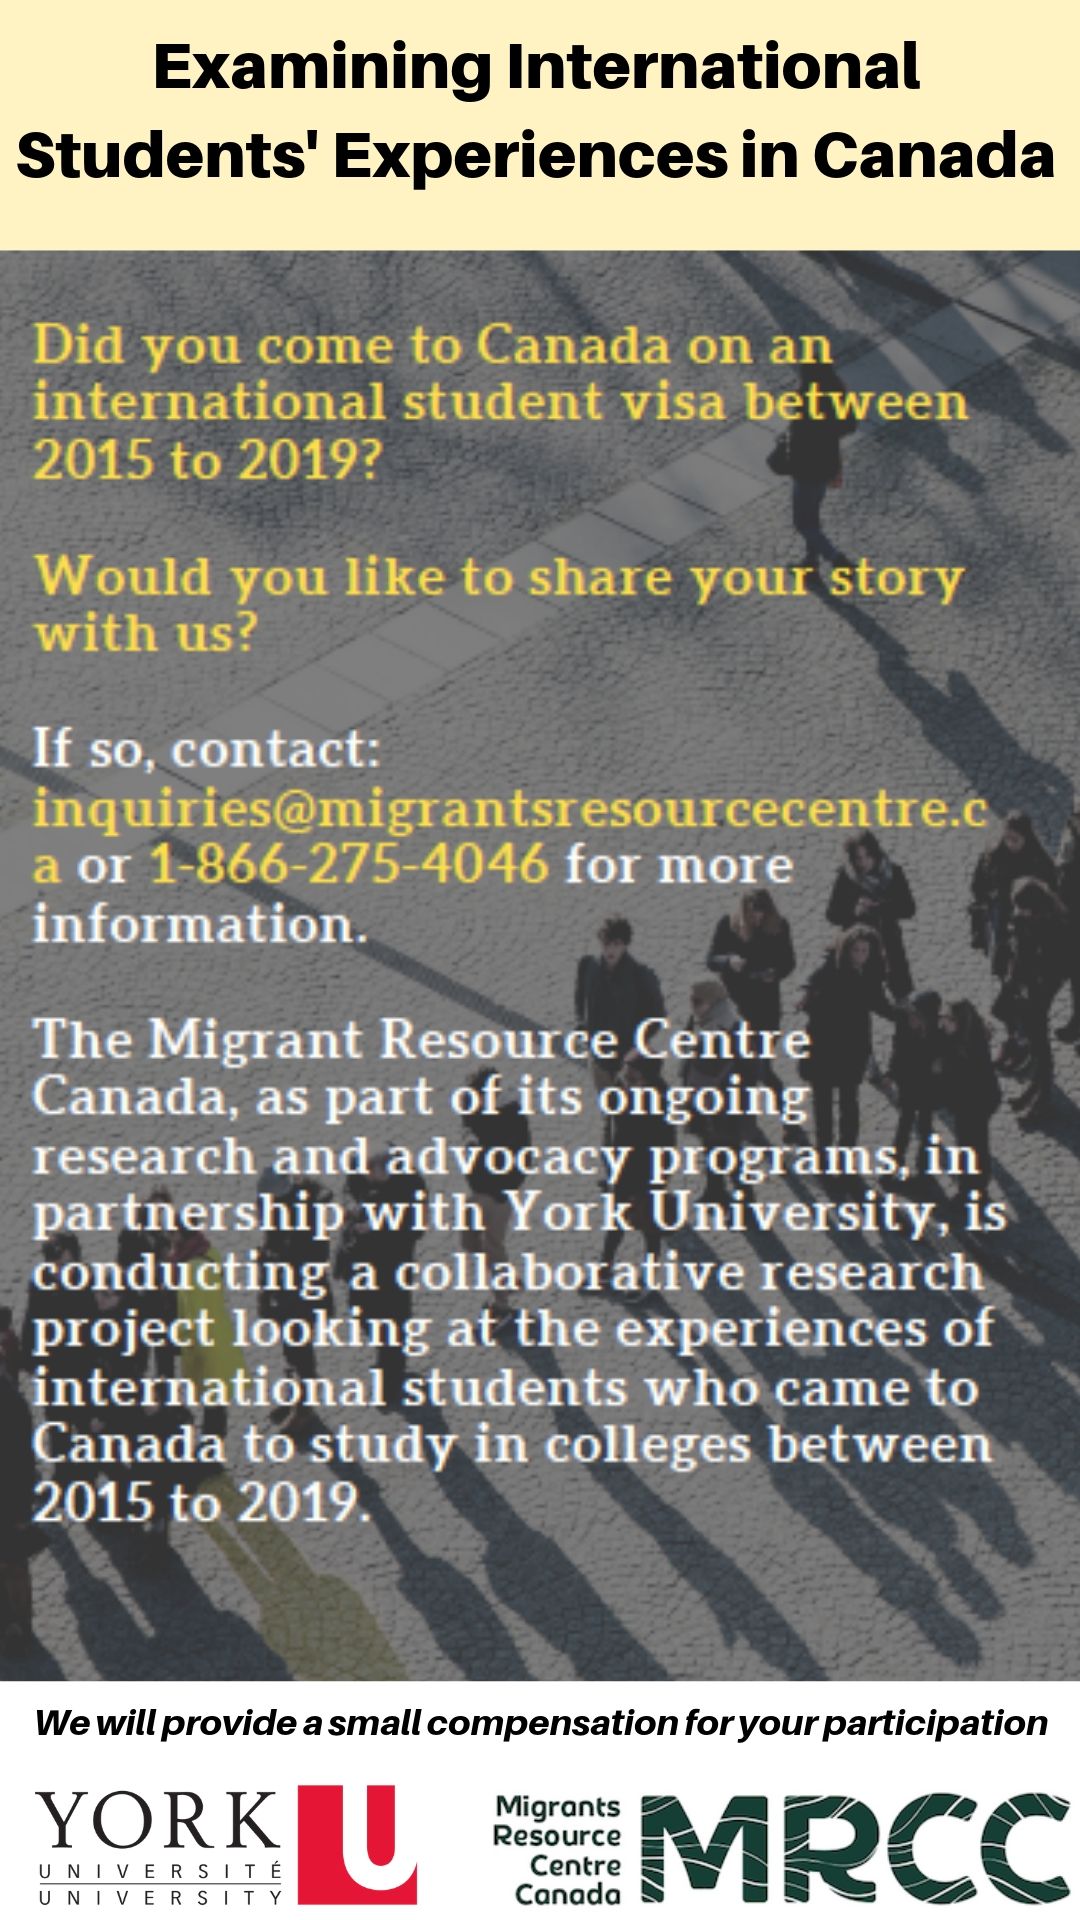 Examining International
Students' Experiences in Canada
Did you come to Canada on an
international student visa between
2015 to 2019?
Would you like to share your story
with us?
If so, contact:
inquiries@migrantsresourcecentre.c
a or 1-866-275-4046 for more
information.
The Migrant Resource Centre
Canada, as part of its ongoing
research and advocacy programs, in
partnership with York University, is
conducting a collaborative research
project looking at the experiences of
international students who came to
Canada to study in colleges between
2015 to 2019.
We will provide a small compensation for your participation
YORK U
UNIVERSITÉ
UNIVERSITY
Migrants
Resource
Centre
Canada
MRCC